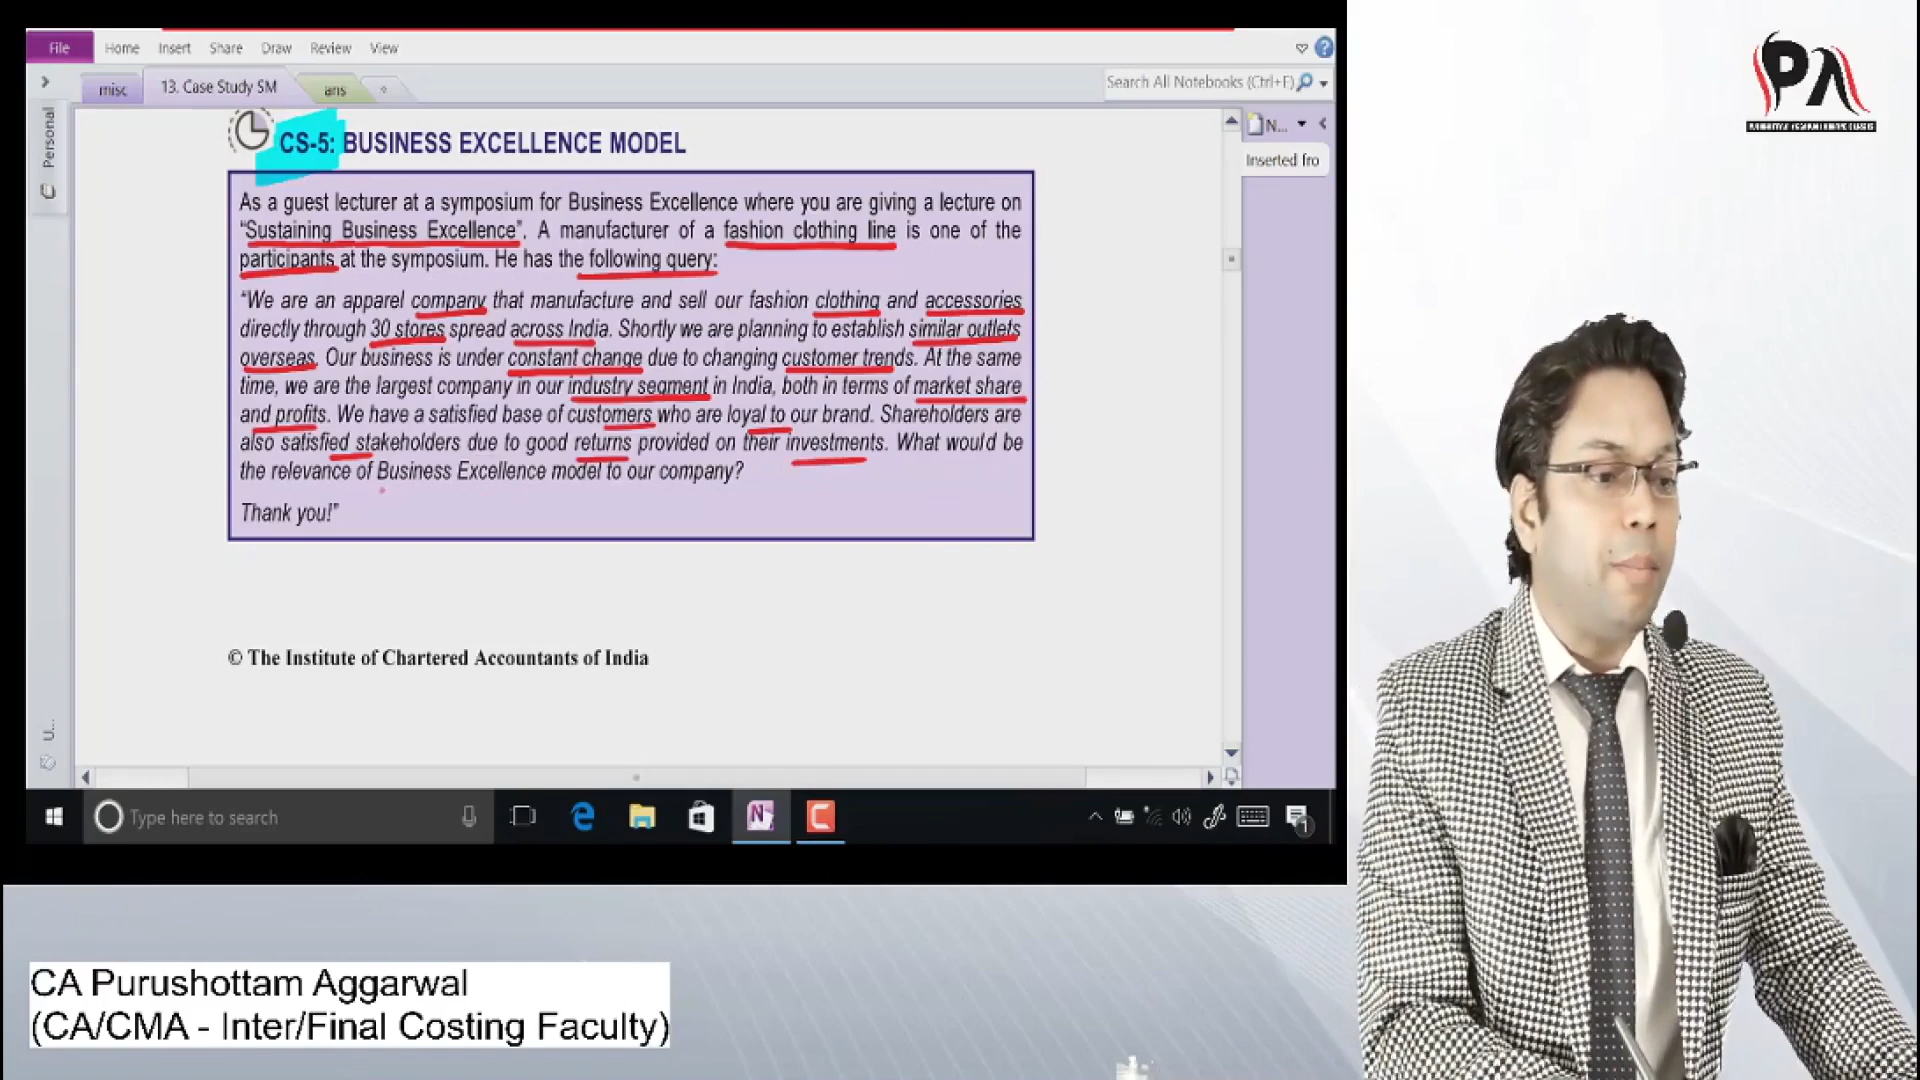 File Home Insert Share Draw Review View
misc 13. Case Study SM ans
Search All Notebooks (Ctrl+E)
Personal
N...
Inserted fro
CS-5: BUSINESS EXCELLENCE MODEL
As a guest lecturer at a symposium for Business Excellence where you are giving a lecture on
“Sustaining Business Excellence”. A manufacturer of a fashion clothing line is one of the
participants at the symposium. He has the following query:
“We are an apparel company that manufacture and sell our fashion clothing and accessories
directly through 30 stores spread across India. Shortly we are planning to establish similar outlets
overseas. Our business is under constant change due to changing customer trends. At the same
time, we are the largest company in our industry segment in India, both in terms of market share
and profits. We have a satisfied base of customers who are loyal to our brand. Shareholders are
also satisfied stakeholders due to good returns provided on their investments. What would be
the relevance of Business Excellence model to our company?
Thank you!”
© The Institute of Chartered Accountants of India
U...
Type here to search
1
PA
CA Purushottam Aggarwal
(CA/CMA - Inter/Final Costing Faculty)